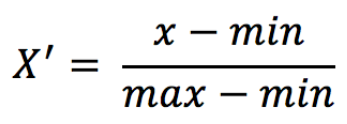 X′ = (x − min) / (max − min)